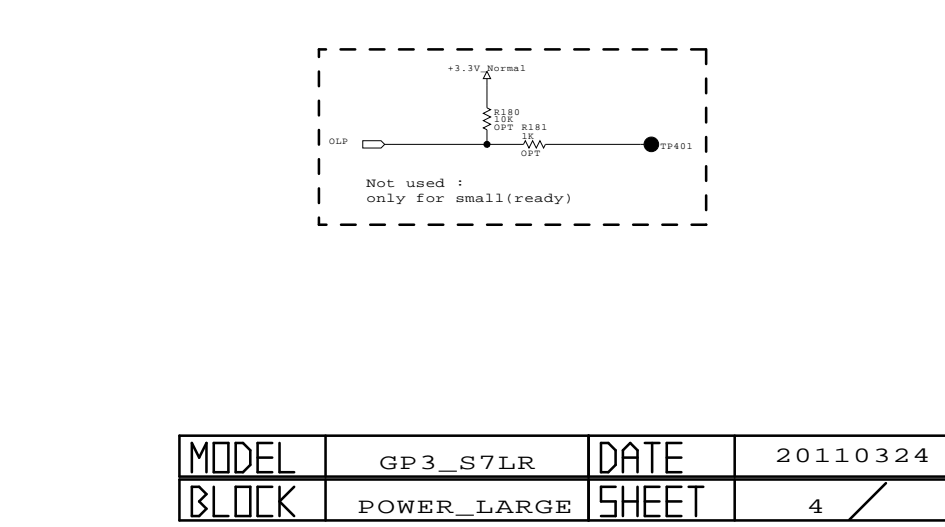 +3.3V_Normal
R180
10K
OPT
R181
1K
OPT
OLP
TP401
Not used :
only for small(ready)
MODEL GP3_S7LR DATE 20110324
BLOCK POWER_LARGE SHEET 4 /